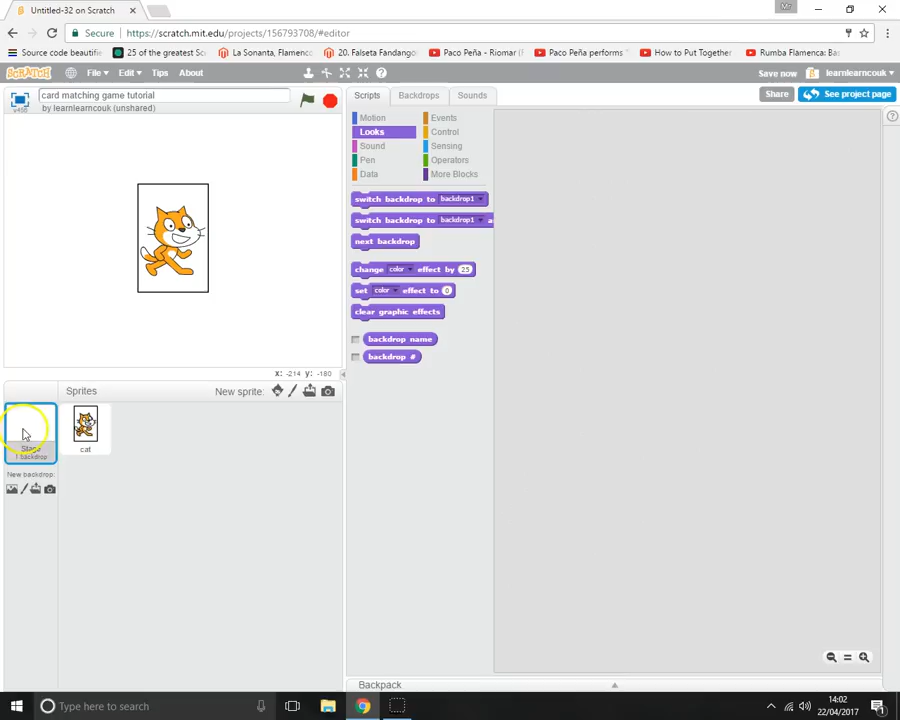 Untitled-32 on Scratch
Secure https://scratch.mit.edu/projects/156793708/#editor
Source code beautifie
25 of the greatest Sc
La Sonanta, Flamenco
20. Falseta Fandango
Paco Peña - Riomar (F
Paco Peña performs
How to Put Together
Rumba Flamenca: Bas
SCRATCH File Edit Tips About Save now learnlearncouk
card matching game tutorial
by learnlearncouk (unshared)
v456
Scripts Backdrops Sounds
Share See project page
Motion Events
Looks Control
Sound Sensing
Pen Operators
Data More Blocks
switch backdrop to backdrop1
switch backdrop to backdrop1 a
next backdrop
change color effect by 25
set color effect to 0
clear graphic effects
backdrop name
backdrop #
x: -214 y: -180
Sprites New sprite:
Stage
1 backdrop
New backdrop:
cat
Backpack
Type here to search
14:02
22/04/2017